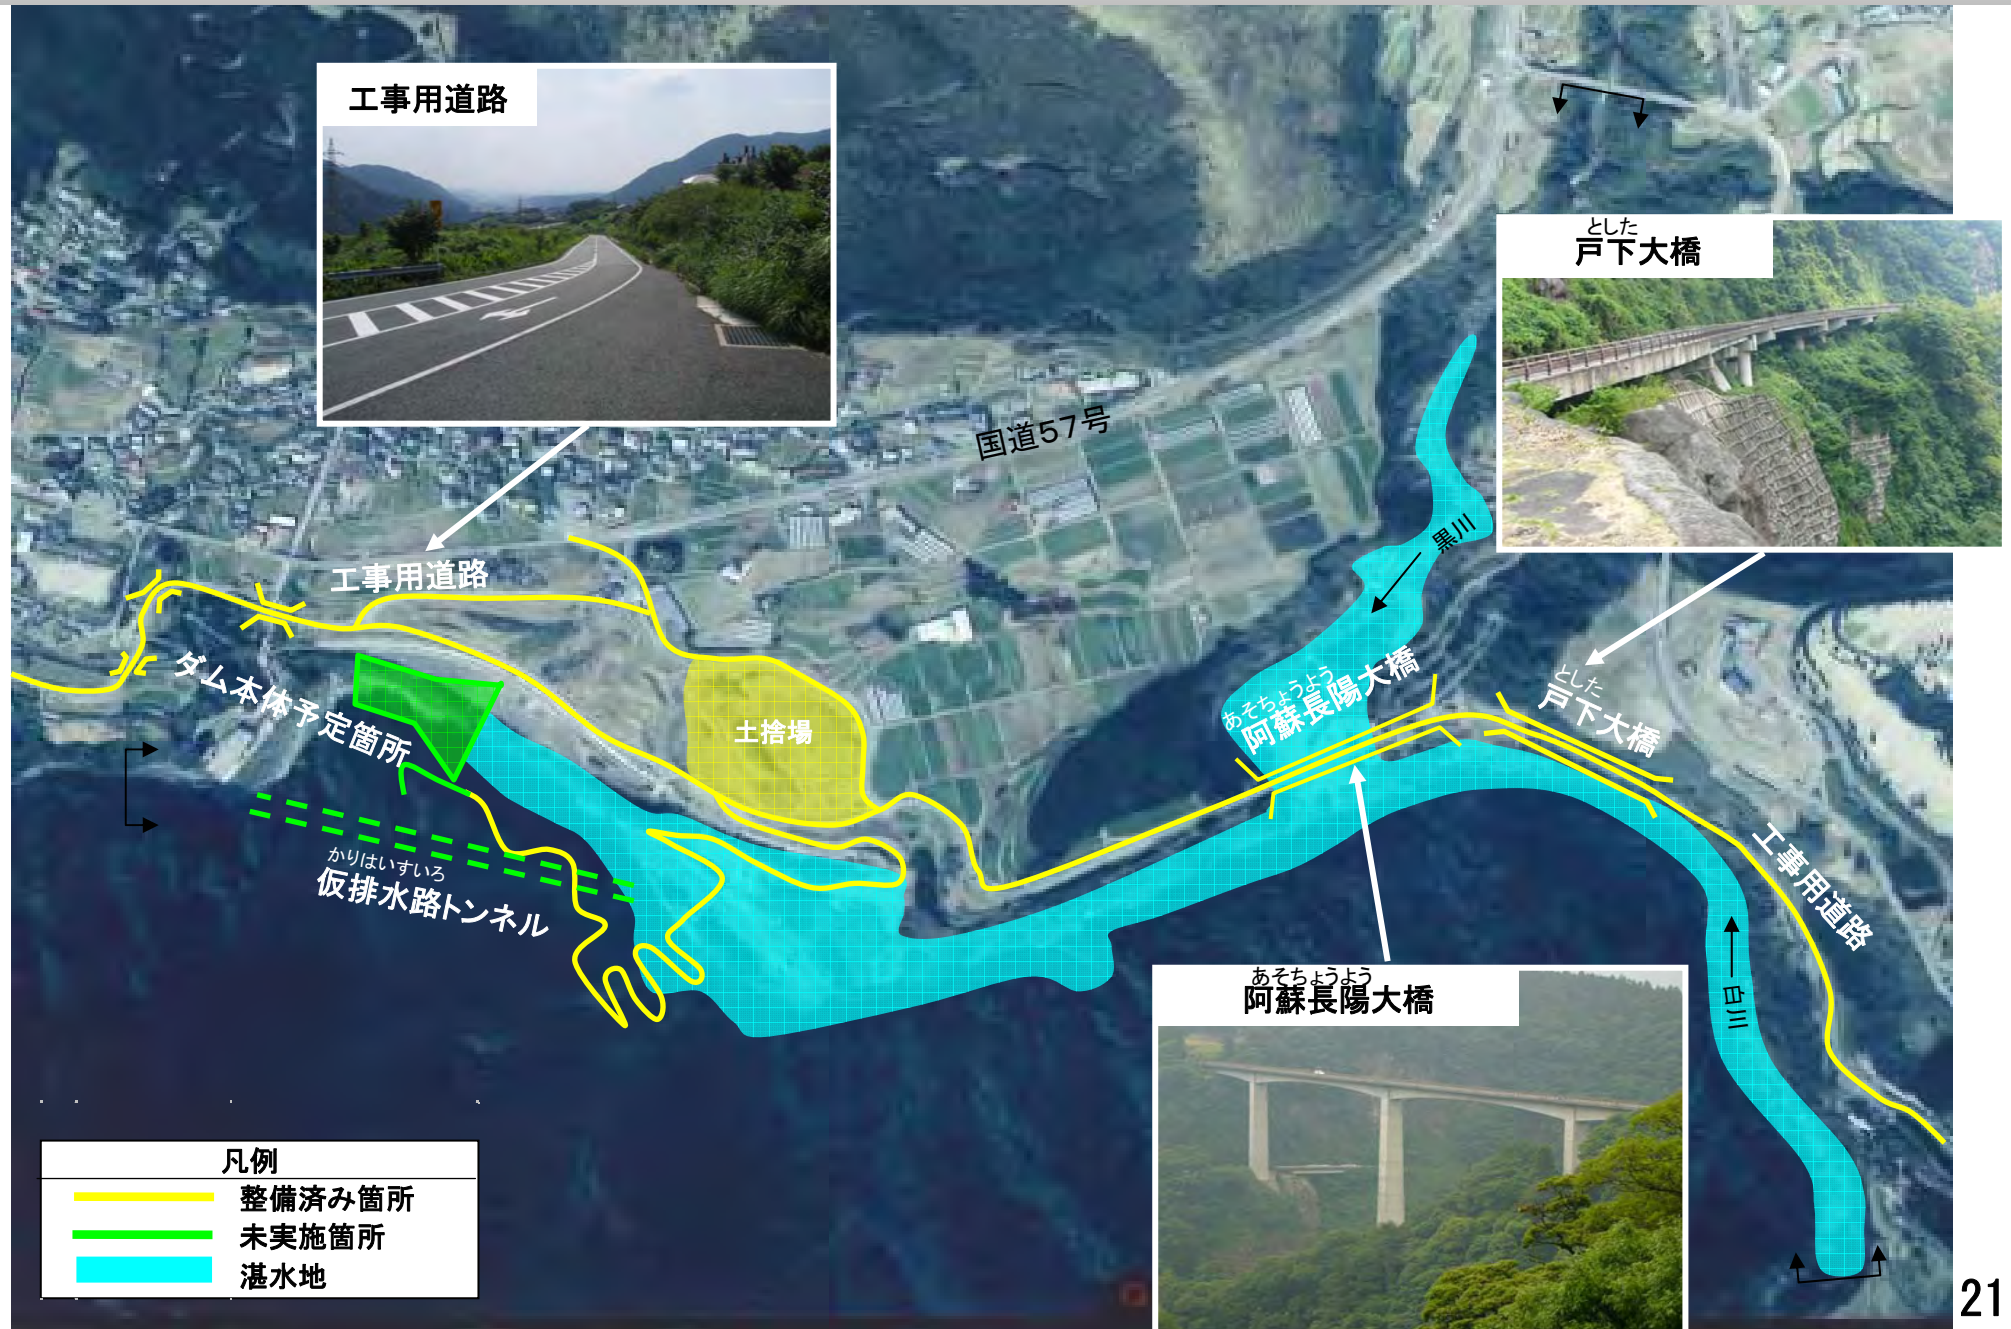 工事用道路
とした
戸下大橋
国道57号
黒川
工事用道路
ダム本体予定箇所
土捨場
あそちょうよう
阿蘇長陽大橋
とした
戸下大橋
かりはいすいろ
仮排水路トンネル
工事用道路
白川
あそちょうよう
阿蘇長陽大橋
凡例
整備済み箇所
未実施箇所
湛水地
21